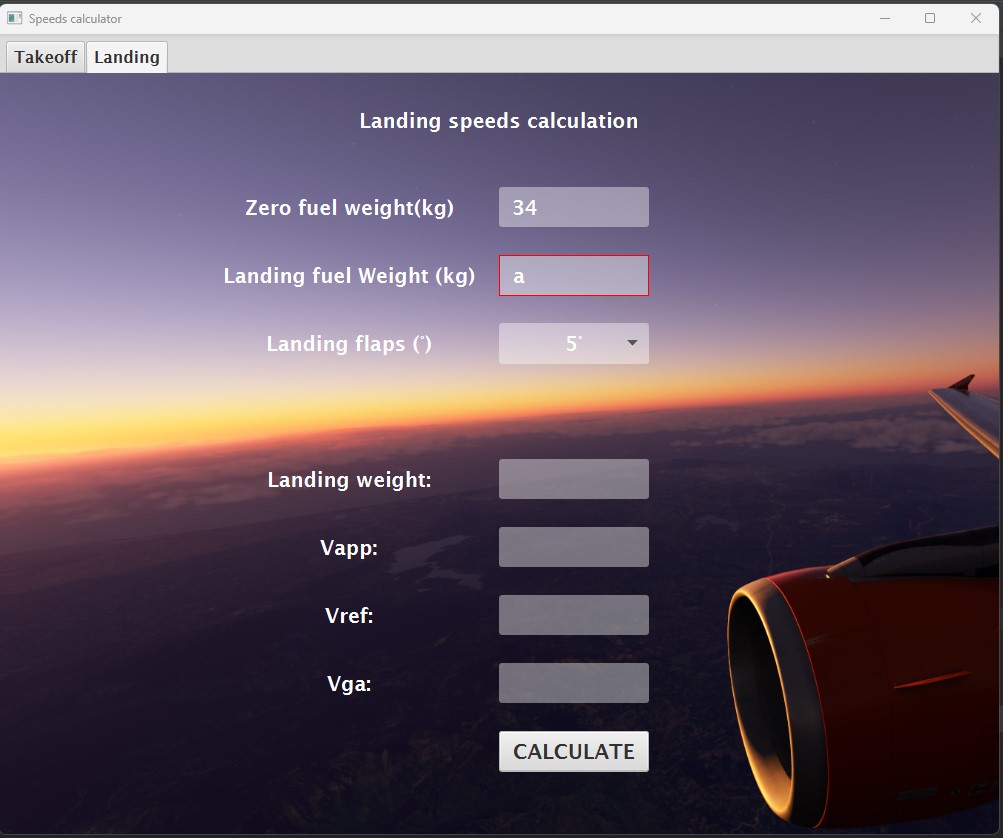 Speeds calculator
Takeoff Landing
Landing speeds calculation
Zero fuel weight(kg) 34
Landing fuel Weight (kg) a
Landing flaps (°) 5°
Landing weight:
Vapp:
Vref:
Vga:
CALCULATE